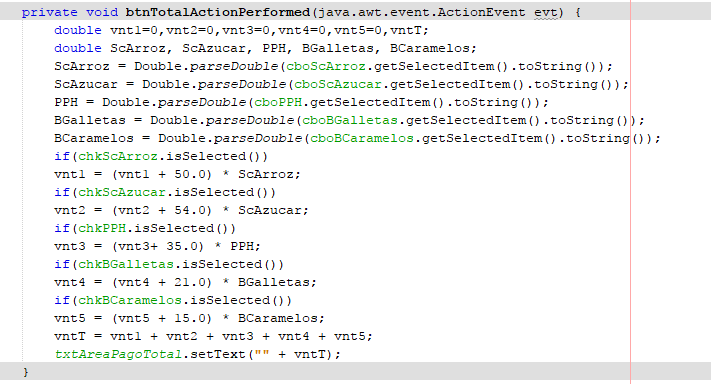 private void btnTotalActionPerformed(java.awt.event.ActionEvent evt) {
double vnt1=0,vnt2=0,vnt3=0,vnt4=0,vnt5=0,vntT;
double ScArroz, ScAzucar, PPH, BGalletas, BCaramelos;
ScArroz = Double.parseDouble(cboScArroz.getSelectedItem().toString());
ScAzucar = Double.parseDouble(cboScAzucar.getSelectedItem().toString());
PPH = Double.parseDouble(cboPPH.getSelectedItem().toString());
BGalletas = Double.parseDouble(cboBGalletas.getSelectedItem().toString());
BCaramelos = Double.parseDouble(cboBCaramelos.getSelectedItem().toString());
if(chkScArroz.isSelected())
vnt1 = (vnt1 + 50.0) * ScArroz;
if(chkScAzucar.isSelected())
vnt2 = (vnt2 + 54.0) * ScAzucar;
if(chkPPH.isSelected())
vnt3 = (vnt3+ 35.0) * PPH;
if(chkBGalletas.isSelected())
vnt4 = (vnt4 + 21.0) * BGalletas;
if(chkBCaramelos.isSelected())
vnt5 = (vnt5 + 15.0) * BCaramelos;
vntT = vnt1 + vnt2 + vnt3 + vnt4 + vnt5;
txtAreaPagoTotal.setText("" + vntT);
}